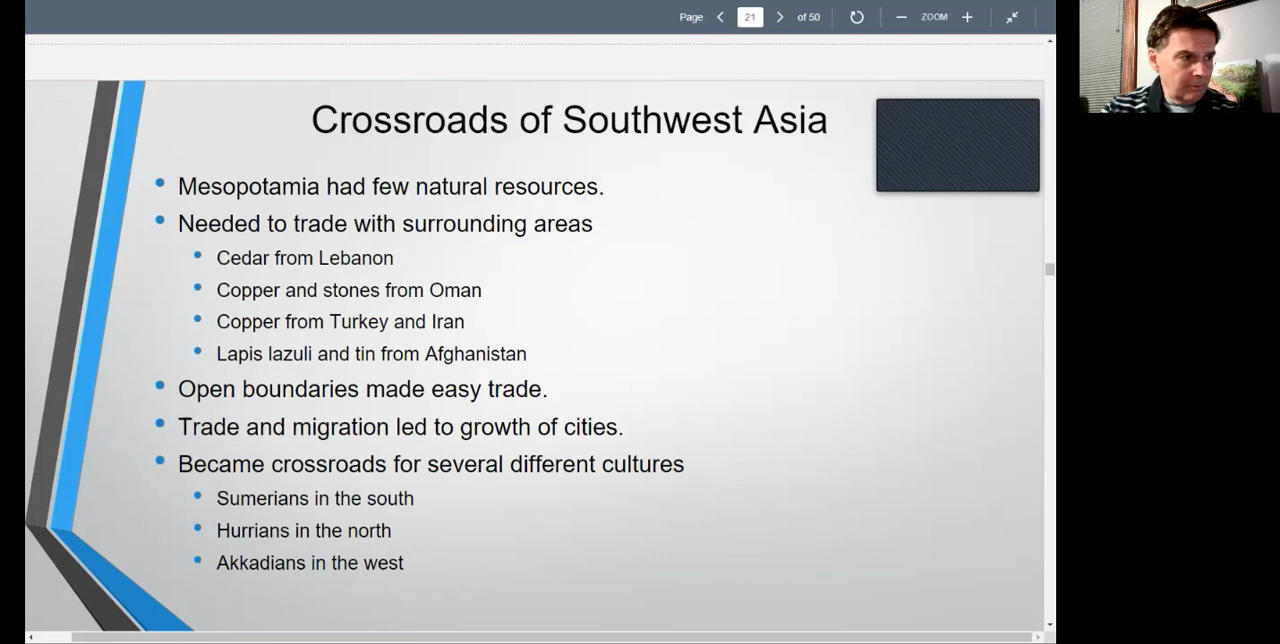 Page 21 of 50 ZOOM
Crossroads of Southwest Asia
Mesopotamia had few natural resources.
Needed to trade with surrounding areas
Cedar from Lebanon
Copper and stones from Oman
Copper from Turkey and Iran
Lapis lazuli and tin from Afghanistan
Open boundaries made easy trade.
Trade and migration led to growth of cities.
Became crossroads for several different cultures
Sumerians in the south
Hurrians in the north
Akkadians in the west